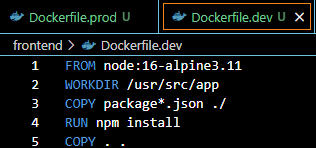 Dockerfile.prod U
Dockerfile.dev U
frontend > Dockerfile.dev
1 FROM node:16-alpine3.11
2 WORKDIR /usr/src/app
3 COPY package*.json ./
4 RUN npm install
5 COPY . .